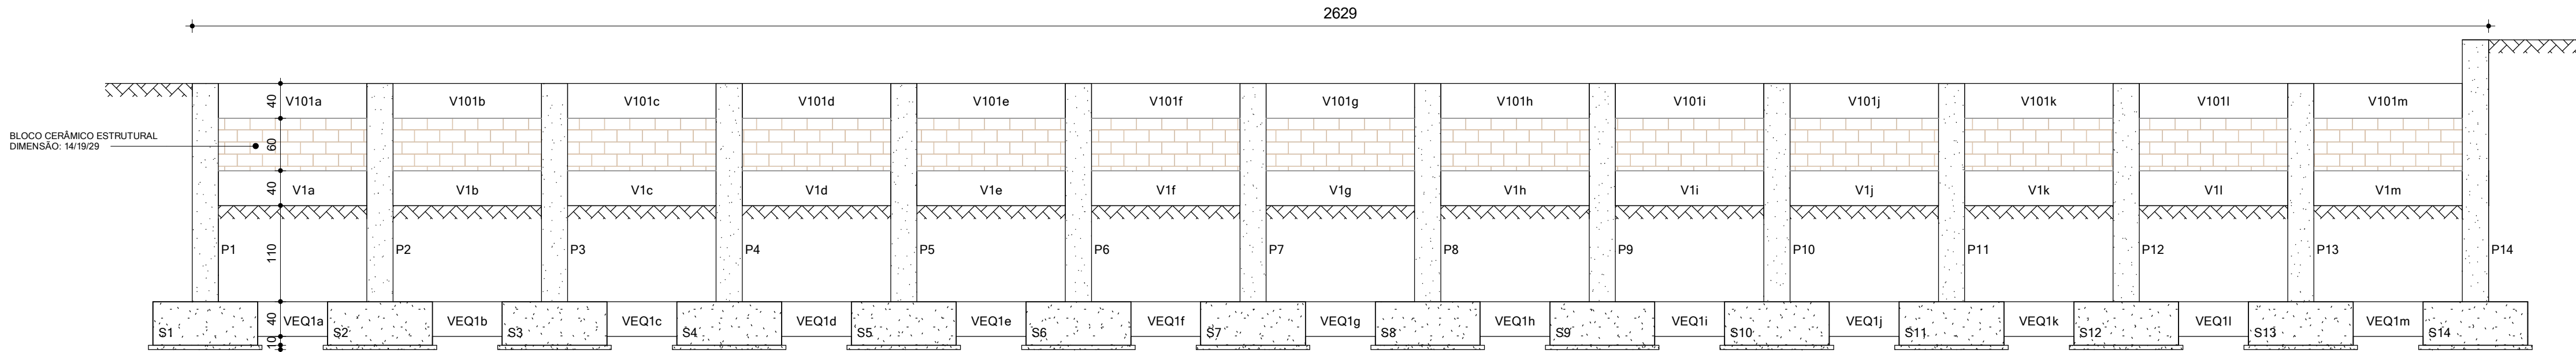 2629
40
V101a
V101b
V101c
V101d
V101e
V101f
V101g
V101h
V101i
V101j
V101k
V101l
V101m
BLOCO CERÂMICO ESTRUTURAL
DIMENSÃO: 14/19/29
60
40
V1a
V1b
V1c
V1d
V1e
V1f
V1g
V1h
V1i
V1j
V1k
V1l
V1m
110
P1
P2
P3
P4
P5
P6
P7
P8
P9
P10
P11
P12
P13
P14
40
S1
VEQ1a
S2
VEQ1b
S3
VEQ1c
S4
VEQ1d
S5
VEQ1e
S6
VEQ1f
S7
VEQ1g
S8
VEQ1h
S9
VEQ1i
S10
VEQ1j
S11
VEQ1k
S12
VEQ1l
S13
VEQ1m
S14
10